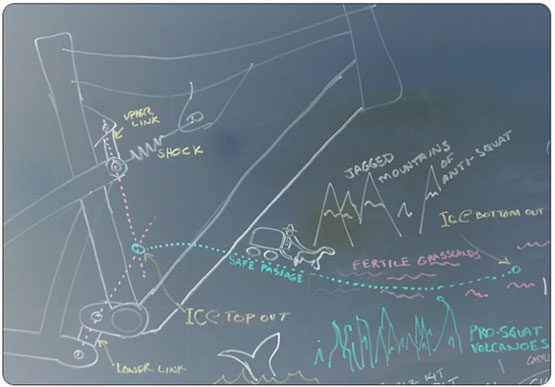 UPPER
LINK
SHOCK
JAGGED
MOUNTAINS
OF
ANTI-SQUAT
IC@ BOTTOM OUT
FERTILE GRASSLANDS
SAFE PASSAGE
IC@ TOP OUT
PRO-SQUAT
VOLCANOES
LOWER LINK
KIT